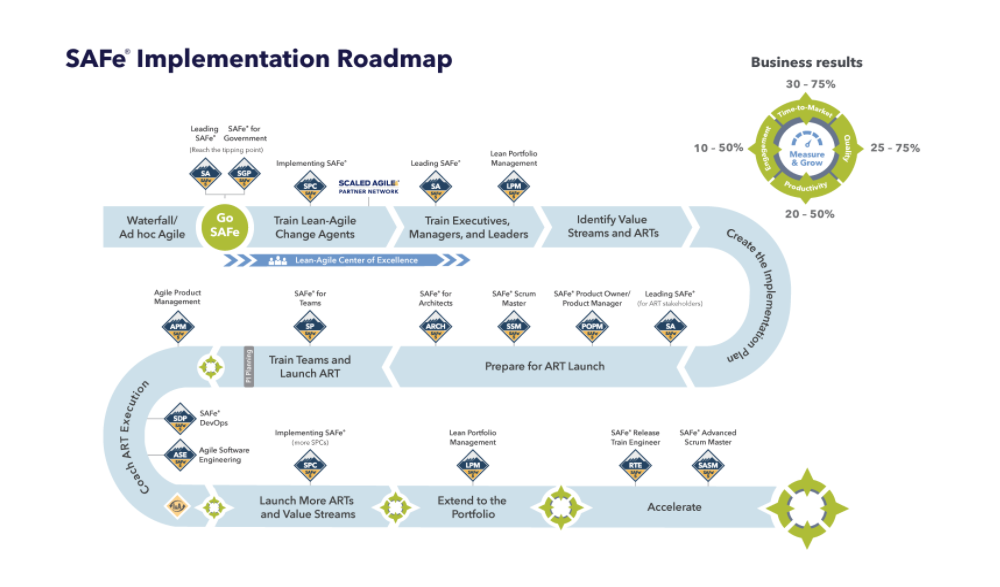 SAFe® Implementation Roadmap
Business results
30 – 75%
Time-to-Market
10 – 50%
Engagement
Measure
& Grow
Quality
25 – 75%
Productivity
20 – 50%
Leading
SAFe®
SAFe® for
Government
(Reach the tipping point)
SA
SGP
Implementing SAFe®
SPC
SCALED AGILE®
PARTNER NETWORK
Leading SAFe®
SA
Lean Portfolio
Management
LPM
Waterfall/
Ad hoc Agile
Go
SAFe
Train Lean-Agile
Change Agents
Train Executives,
Managers, and Leaders
Identify Value
Streams and ARTs
Create the Implementation Plan
Lean-Agile Center of Excellence
Agile Product
Management
APM
SAFe® for
Teams
SP
SAFe® for
Architects
ARCH
SAFe® Scrum
Master
SSM
SAFe® Product Owner/
Product Manager
POPM
Leading SAFe®
(for ART stakeholders)
SA
PI Planning
Train Teams and
Launch ART
Prepare for ART Launch
Coach ART Execution
SDP
SAFe®
DevOps
ASE
Agile Software
Engineering
Implementing SAFe®
(more SPCs)
SPC
Lean Portfolio
Management
LPM
SAFe® Release
Train Engineer
RTE
SAFe® Advanced
Scrum Master
SASM
Launch More ARTs
and Value Streams
Extend to the
Portfolio
Accelerate